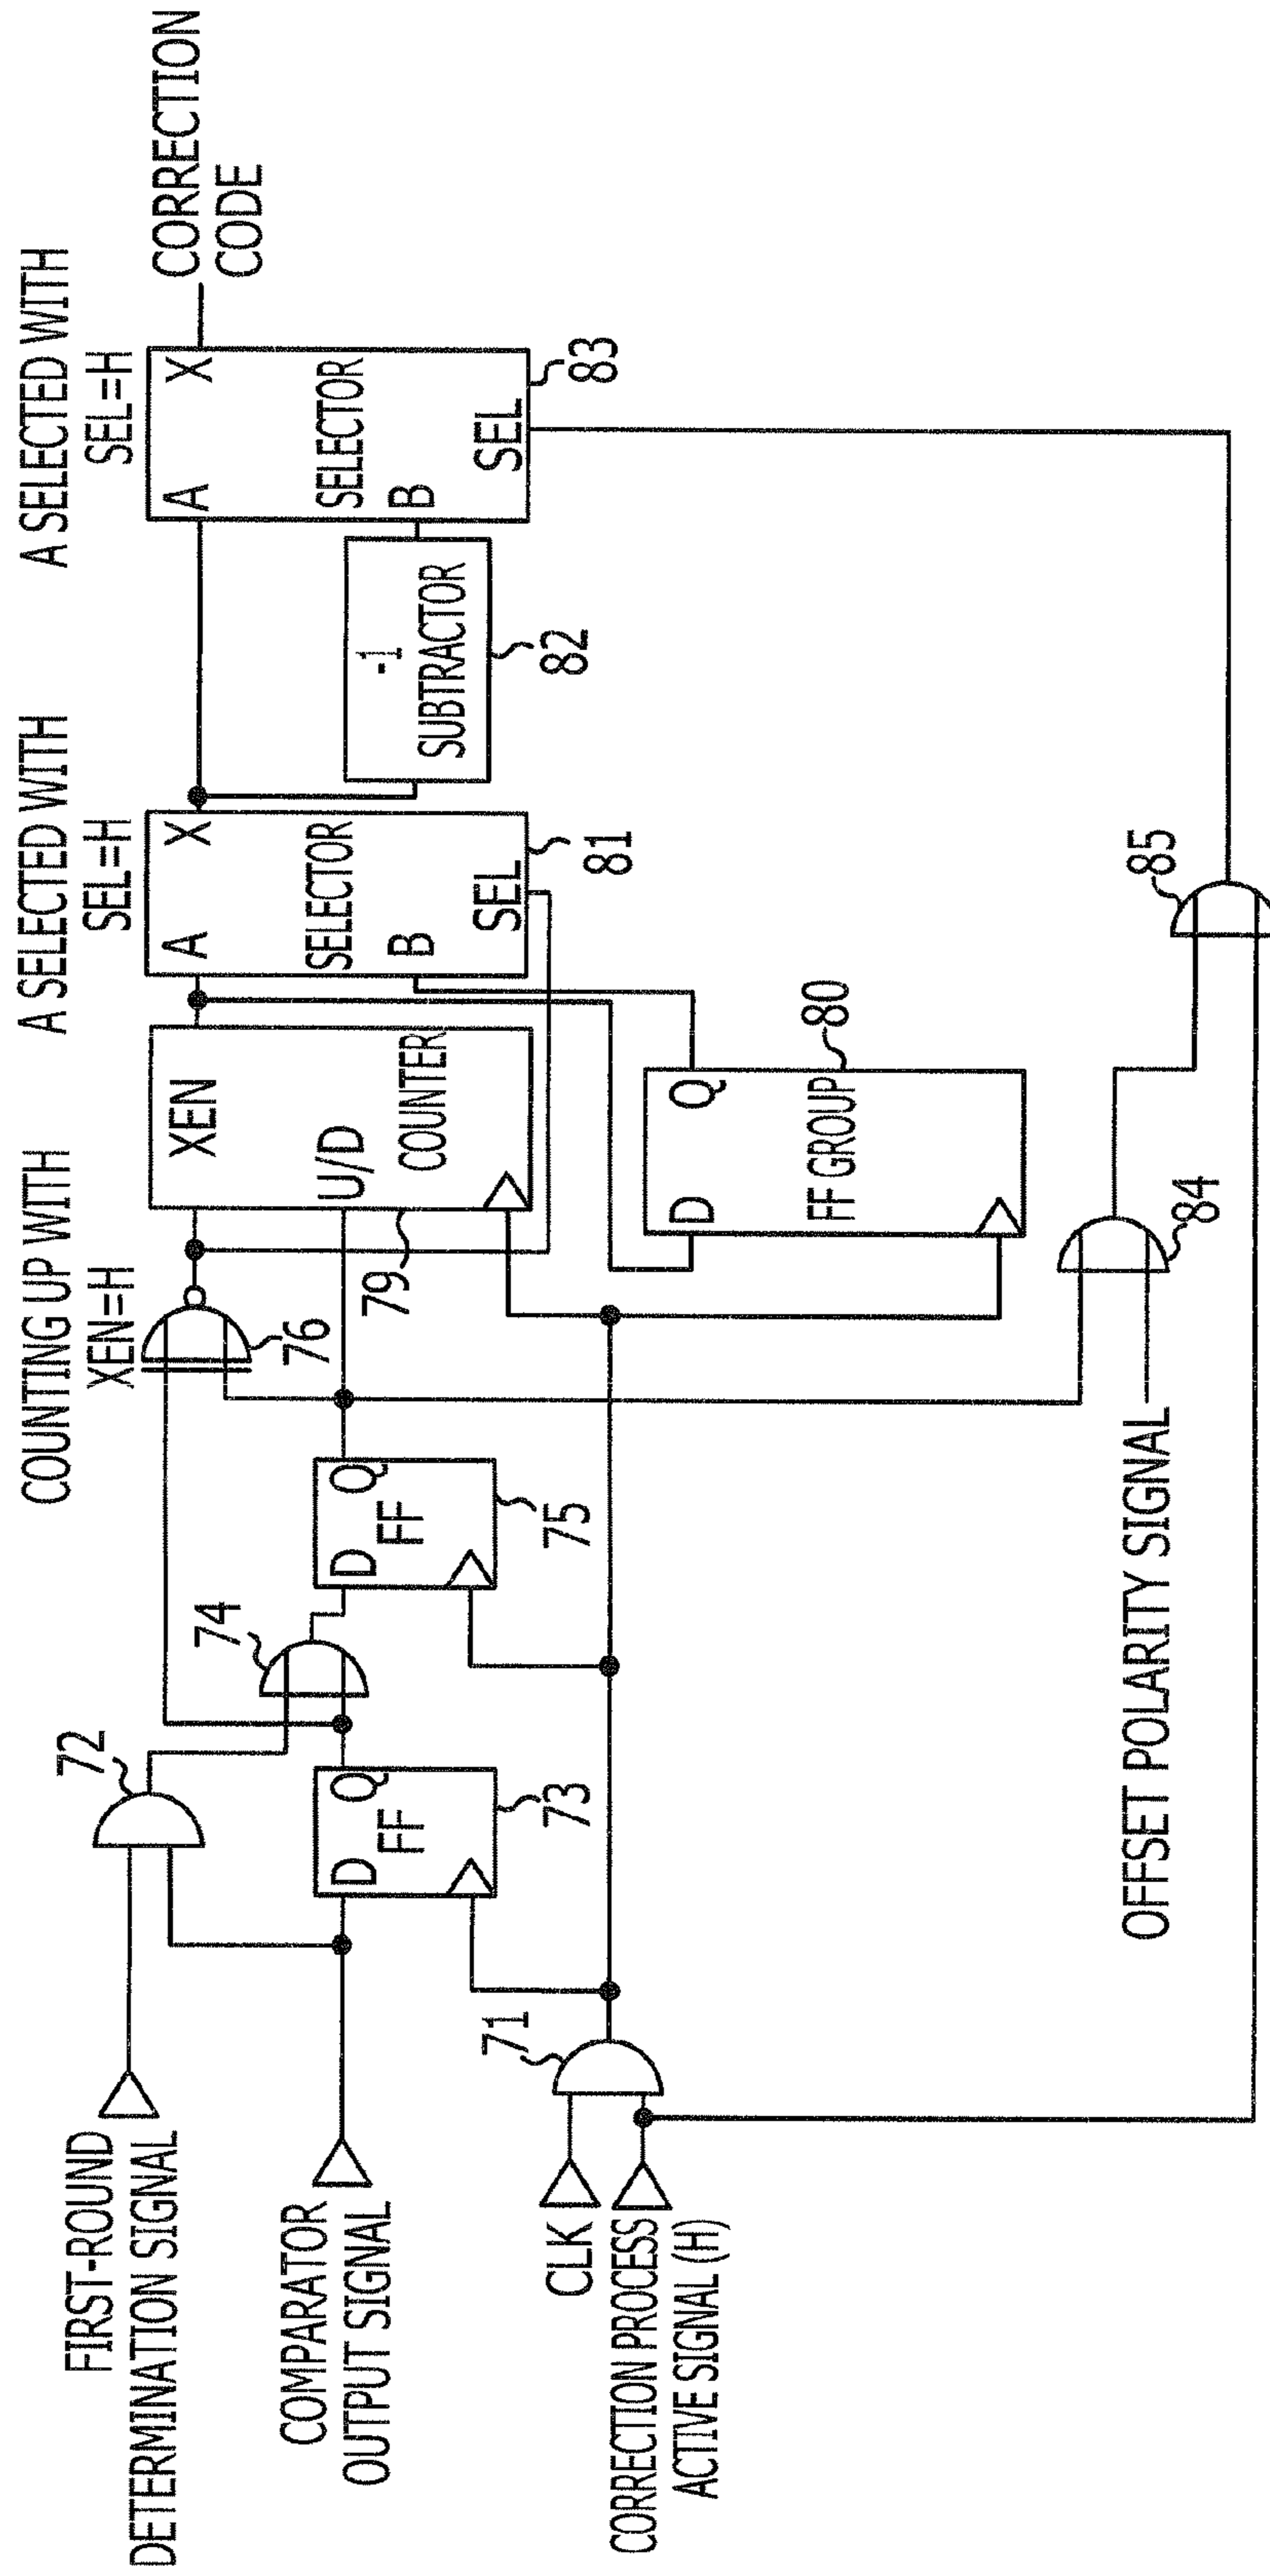 FIRST-ROUND
DETERMINATION SIGNAL
COMPARATOR
OUTPUT SIGNAL
CLK
CORRECTION PROCESS
ACTIVE SIGNAL (H)
71
72
D
Q
FF
73
74
D
Q
FF
75
COUNTING UP WITH
XEN=H
76
XEN
U/D
COUNTER
79
D
Q
FF GROUP
80
A SELECTED WITH
SEL=H
A
X
SELECTOR
B
SEL
81
-1
SUBTRACTOR
82
A SELECTED WITH
SEL=H
A
X
SELECTOR
B
SEL
83
CORRECTION
CODE
OFFSET POLARITY SIGNAL
84
85